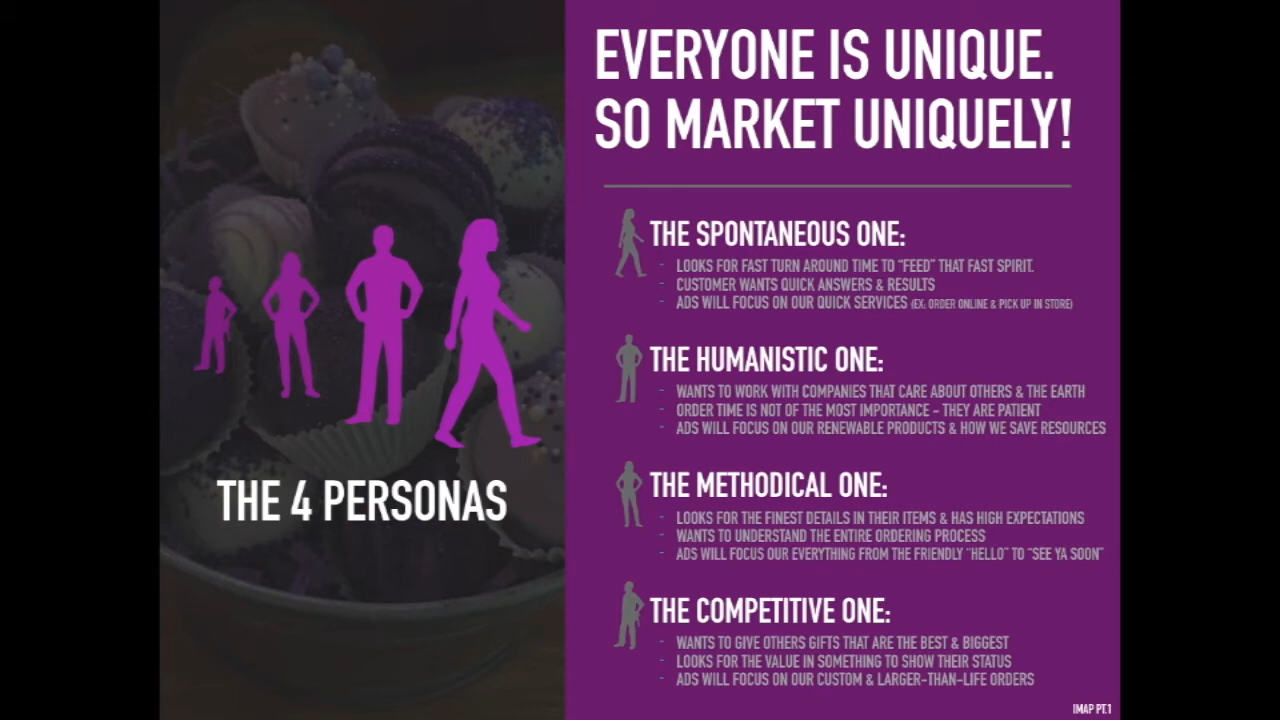 EVERYONE IS UNIQUE.
SO MARKET UNIQUELY!
THE 4 PERSONAS
THE SPONTANEOUS ONE:
- LOOKS FOR FAST TURN AROUND TIME TO "FEED" THAT FAST SPIRIT.
- CUSTOMER WANTS QUICK ANSWERS & RESULTS
- ADS WILL FOCUS ON OUR QUICK SERVICES (EX: ORDER ONLINE & PICK UP IN STORE)
THE HUMANISTIC ONE:
- WANTS TO WORK WITH COMPANIES THAT CARE ABOUT OTHERS & THE EARTH
- ORDER TIME IS NOT OF THE MOST IMPORTANCE - THEY ARE PATIENT
- ADS WILL FOCUS ON OUR RENEWABLE PRODUCTS & HOW WE SAVE RESOURCES
THE METHODICAL ONE:
- LOOKS FOR THE FINEST DETAILS IN THEIR ITEMS & HAS HIGH EXPECTATIONS
- WANTS TO UNDERSTAND THE ENTIRE ORDERING PROCESS
- ADS WILL FOCUS OUR EVERYTHING FROM THE FRIENDLY "HELLO" TO "SEE YA SOON"
THE COMPETITIVE ONE:
- WANTS TO GIVE OTHERS GIFTS THAT ARE THE BEST & BIGGEST
- LOOKS FOR THE VALUE IN SOMETHING TO SHOW THEIR STATUS
- ADS WILL FOCUS ON OUR CUSTOM & LARGER-THAN-LIFE ORDERS
IMAP PT.1